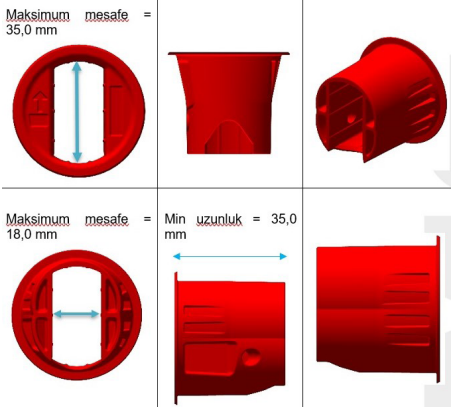 Maksimum mesafe =
35,0 mm
Maksimum mesafe =
18,0 mm
Min uzunluk = 35,0
mm